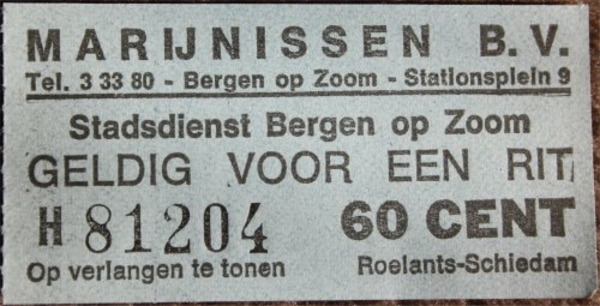 MARIJNISSEN B.V.
Tel. 3 33 80 - Bergen op Zoom - Stationsplein 9
Stadsdienst Bergen op Zoom
GELDIG VOOR EEN RIT
H 81204 60 CENT
Op verlangen te tonen Roelants-Schiedam